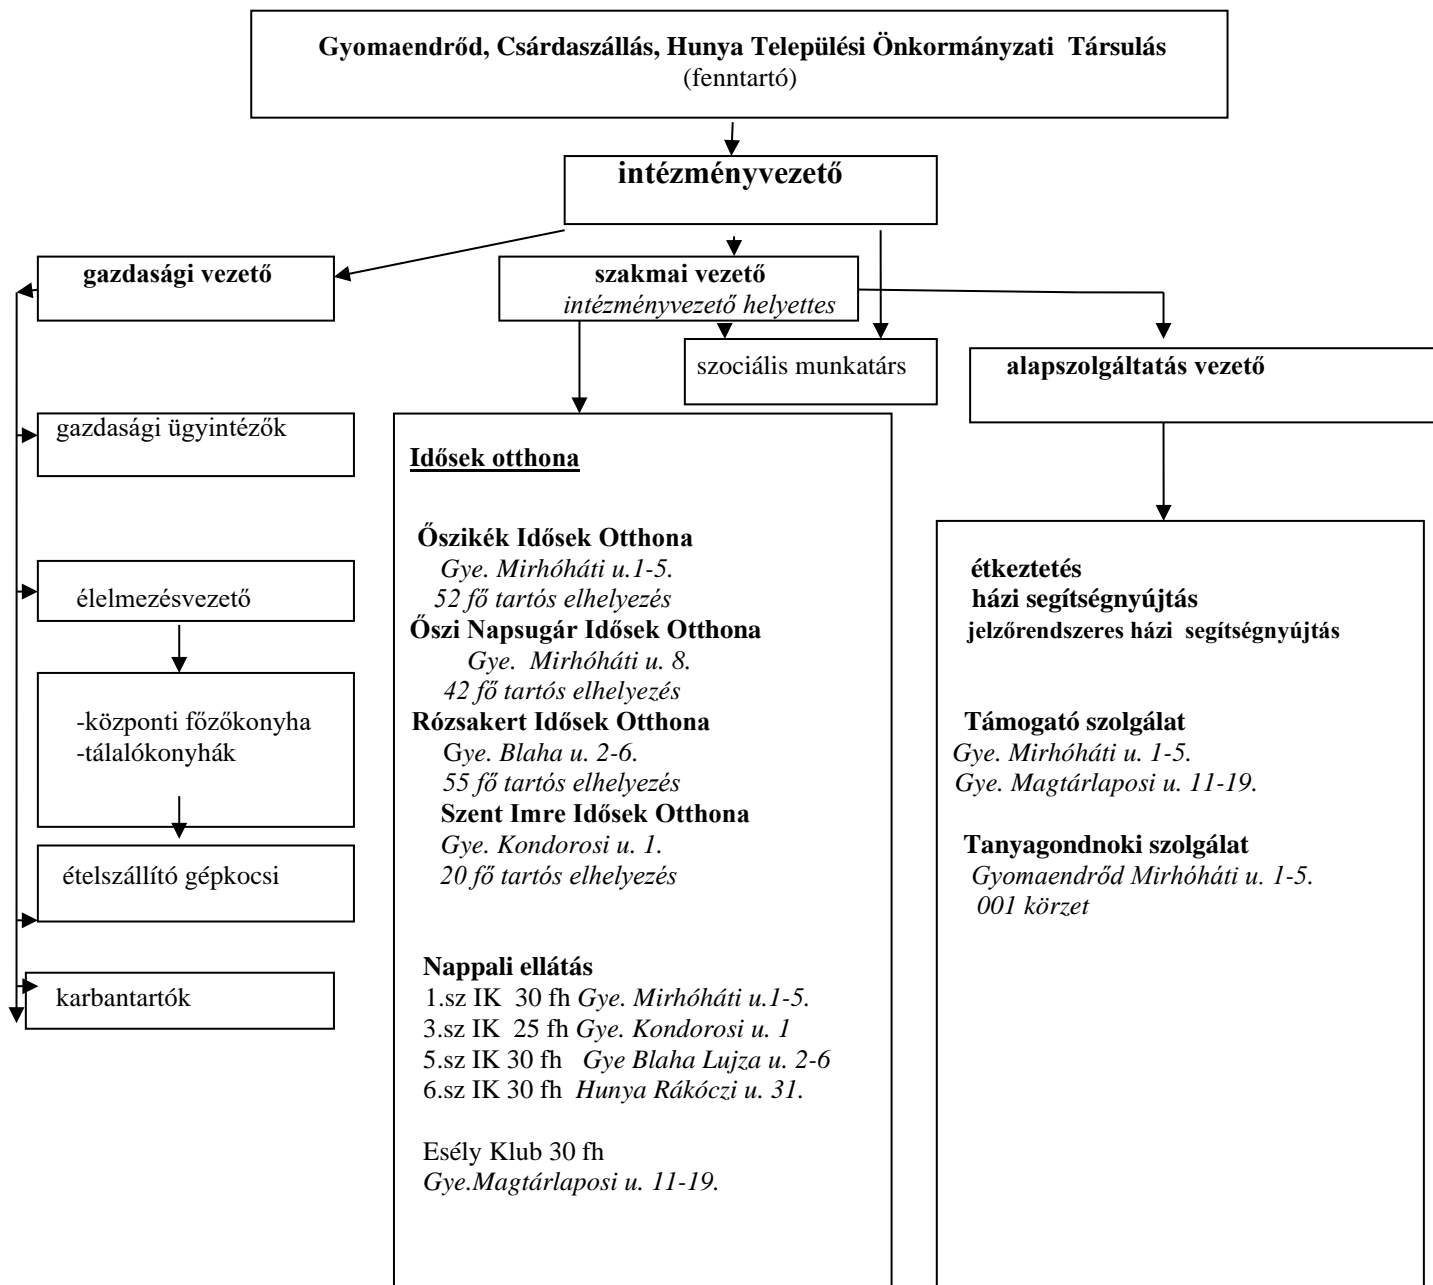 Gyomaendrőd, Csárdaszállás, Hunya Települési Önkormányzati Társulás
(fenntartó)
intézményvezető
gazdasági vezető
szakmai vezető
intézményvezető helyettes
szociális munkatárs
alapszolgáltatás vezető
gazdasági ügyintézők
élelmezésvezető
-központi főzőkonyha
-tálalókonyhák
ételszállító gépkocsi
karbantartók
Idősek otthona
Őszikék Idősek Otthona
Gye. Mirhóháti u.1-5.
52 fő tartós elhelyezés
Őszi Napsugár Idősek Otthona
Gye. Mirhóháti u. 8.
42 fő tartós elhelyezés
Rózsakert Idősek Otthona
Gye. Blaha u. 2-6.
55 fő tartós elhelyezés
Szent Imre Idősek Otthona
Gye. Kondorosi u. 1.
20 fő tartós elhelyezés
Nappali ellátás
1.sz IK 30 fh Gye. Mirhóháti u.1-5.
3.sz IK 25 fh Gye. Kondorosi u. 1
5.sz IK 30 fh Gye Blaha Lujza u. 2-6
6.sz IK 30 fh Hunya Rákóczi u. 31.
Esély Klub 30 fh
Gye.Magtárlaposi u. 11-19.
étkeztetés
házi segítségnyújtás
jelzőrendszeres házi segítségnyújtás
Támogató szolgálat
Gye. Mirhóháti u. 1-5.
Gye. Magtárlaposi u. 11-19.
Tanyagondnoki szolgálat
Gyomaendrőd Mirhóháti u. 1-5.
001 körzet